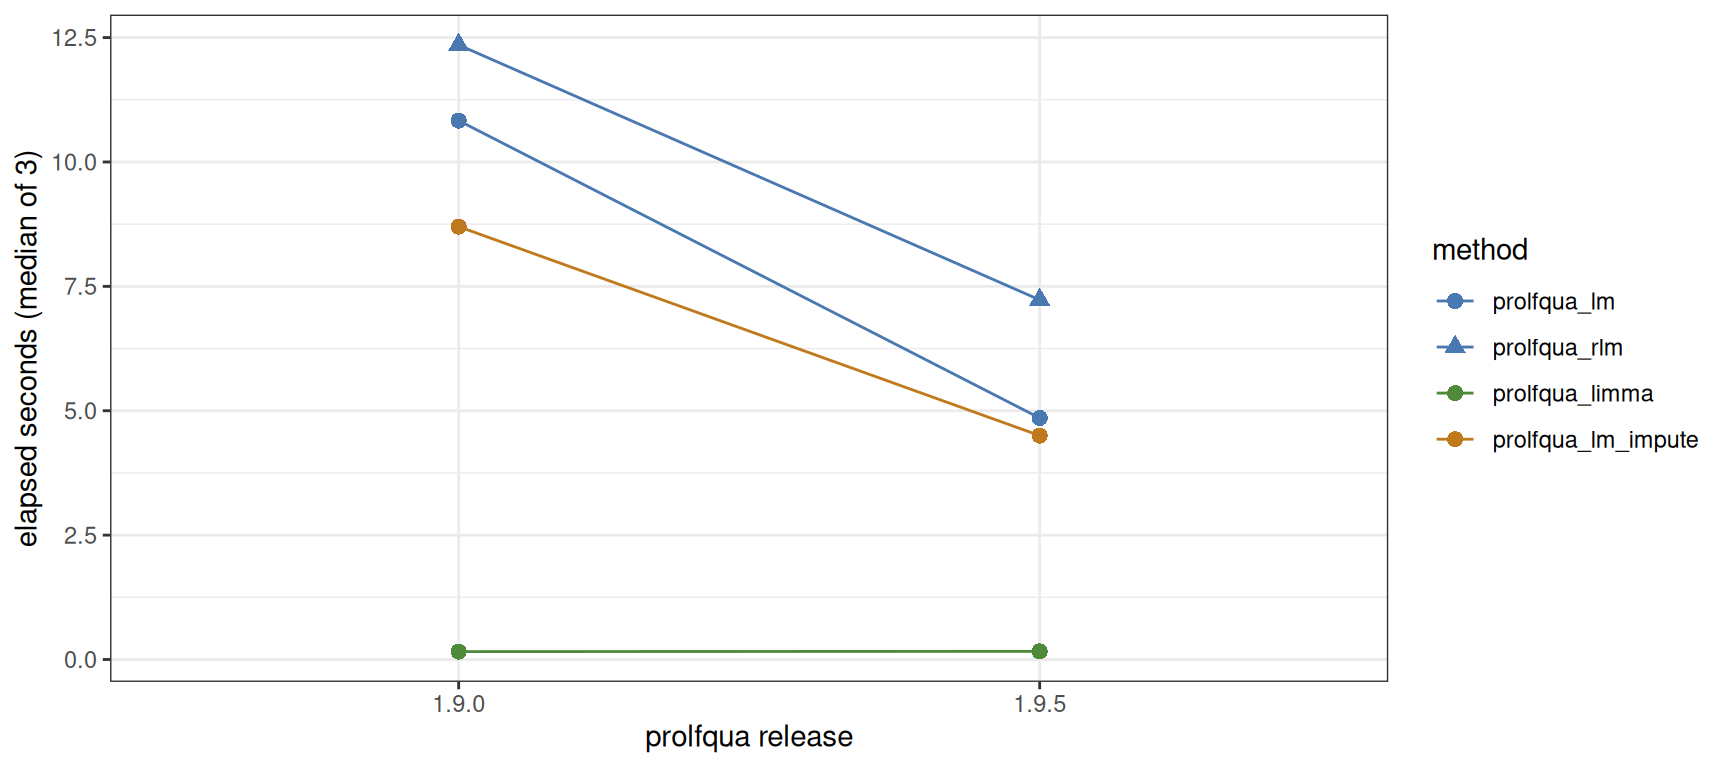 12.5
10.0
7.5
5.0
2.5
0.0
elapsed seconds (median of 3)
1.9.0
1.9.5
prolfqua release
method
prolfqua_lm
prolfqua_rlm
prolfqua_limma
prolfqua_lm_impute